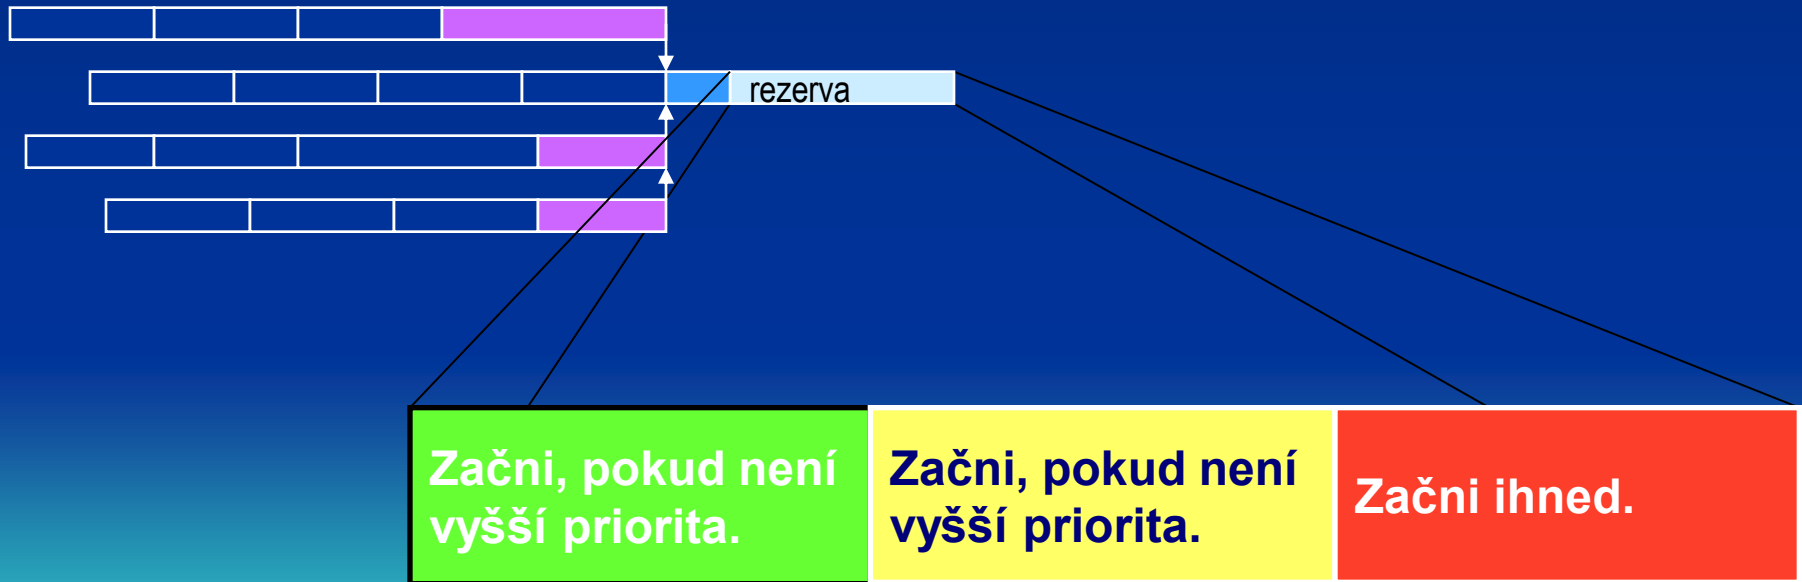 rezerva
Začni, pokud není
vyšší priorita.
Začni, pokud není
vyšší priorita.
Začni ihned.